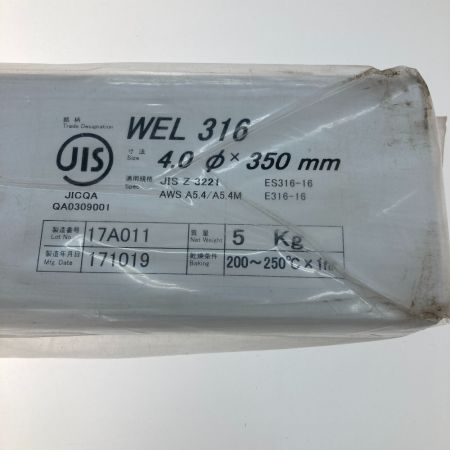 銘柄
Trade Designation
WEL 316
寸法
Size
4.0 φ × 350 mm
JIS
適用規格
Spec
JIS Z 3221 ES316-16
AWS A5.4/A5.4M E316-16
JICQA
QA0309001
製造番号
Lot No
17A011
質量
Net Weight
5 Kg
製造年月日
Mfg. Date
171019
乾燥条件
Baking
200～250℃ × 1